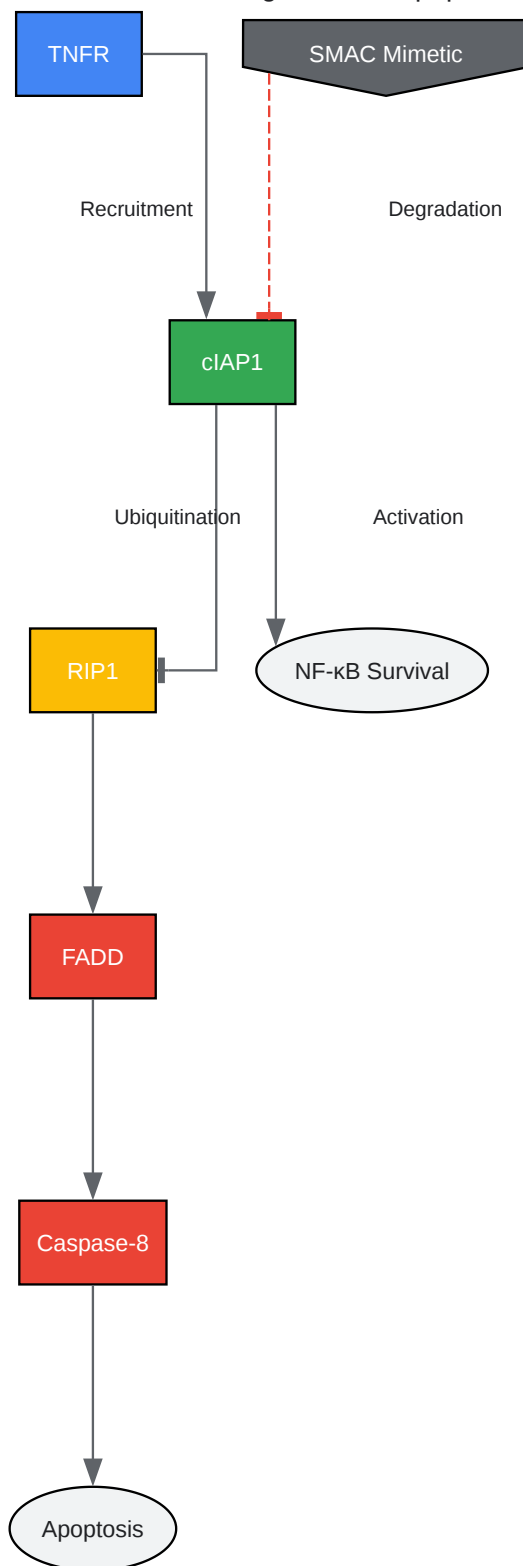 TNFR
SMAC Mimetic
Recruitment
Degradation
cIAP1
Ubiquitination
Activation
RIP1
NF-κB Survival
FADD
Caspase-8
Apoptosis